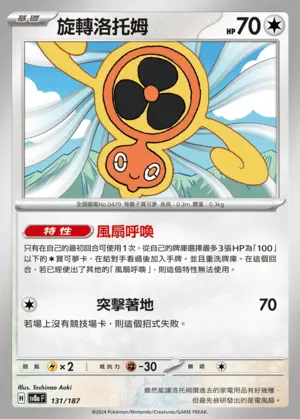 基礎 旋轉洛托姆 HP 70
全國圖鑑No.0479 等離子寶可夢 身高：0.3m 體重：0.3kg
特性 風扇呼喚
只有在自己的最初回合可使用1次，從自己的牌庫選擇最多3張HP為「100」
以下的無寶可夢卡，在給對手看過後加入手牌。並且重洗牌庫。在這個回
合，若已經使出了其他的「風扇呼喚」，則這個特性無法使用。
突擊著地 70
若場上沒有競技場卡，則這個招式失敗。
弱點 ×2 抵抗力 -30 撤退
Illus. Toshinao Aoki
H sv8a F 131/187
雖然能讓洛托姆鑽進去的家電用品有好幾種，
但最先被研發出的是電風扇。
©2024 Pokémon/Nintendo/Creatures/GAME FREAK.